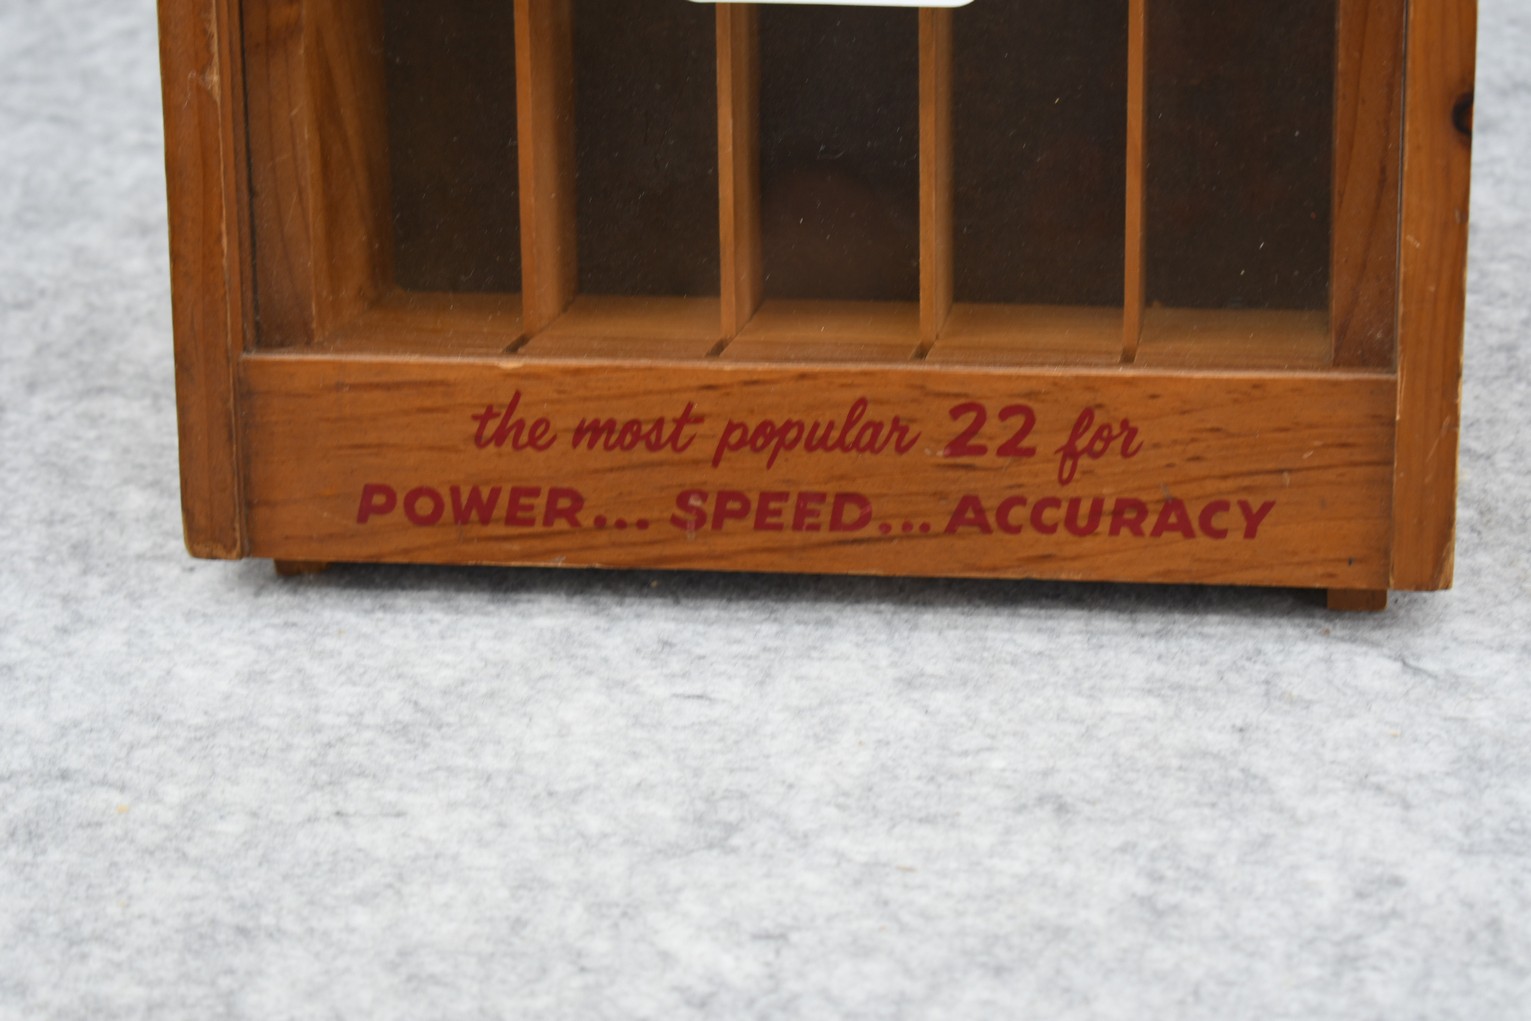 the most popular 22 for
POWER... SPEED... ACCURACY